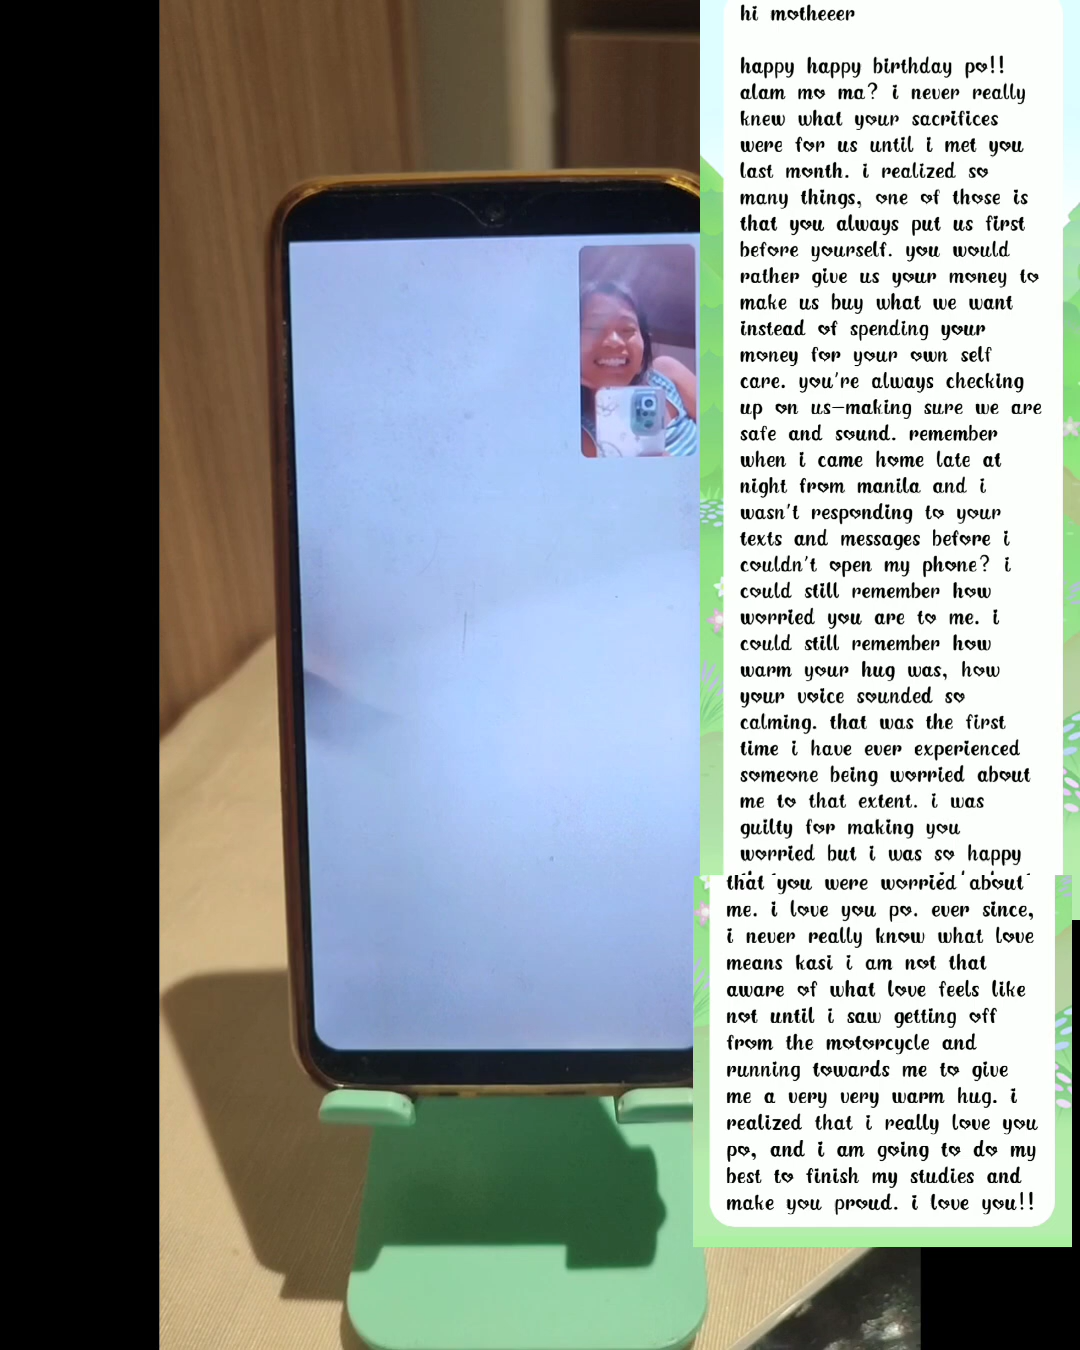 hi motheeer
happy happy birthday po!!
alam mo ma? i never really
knew what your sacrifices
were for us until i met you
last month. i realized so
many things, one of those is
that you always put us first
before yourself. you would
rather give us your money to
make us buy what we want
instead of spending your
money for your own self
care. you're always checking
up on us—making sure we are
safe and sound. remember
when i came home late at
night from manila and i
wasn't responding to your
texts and messages before i
couldn't open my phone? i
could still remember how
worried you are to me. i
could still remember how
warm your hug was, how
your voice sounded so
calming. that was the first
time i have ever experienced
someone being worried about
me to that extent. i was
guilty for making you
worried but i was so happy
that you were worried about
me. i love you po. ever since,
i never really know what love
means kasi i am not that
aware of what love feels like
not until i saw getting off
from the motorcycle and
running towards me to give
me a very very warm hug. i
realized that i really love you
po, and i am going to do my
best to finish my studies and
make you proud. i love you!!